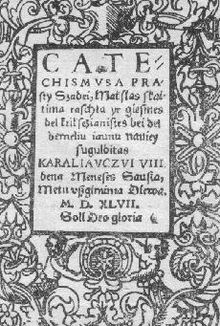 CATE-
CHISMVSA PRA
sty Szadei, Makslas skai-
tima raschta yr giesmes
del kriksczianistes bei del
berneliu iaunu nauiey
sugulditas
KARALIAVCZVI VIII.
dena Meneses Sausia,
Metu vßgimima Diewa.
M. D. XLVII.
Soli Deo gloria